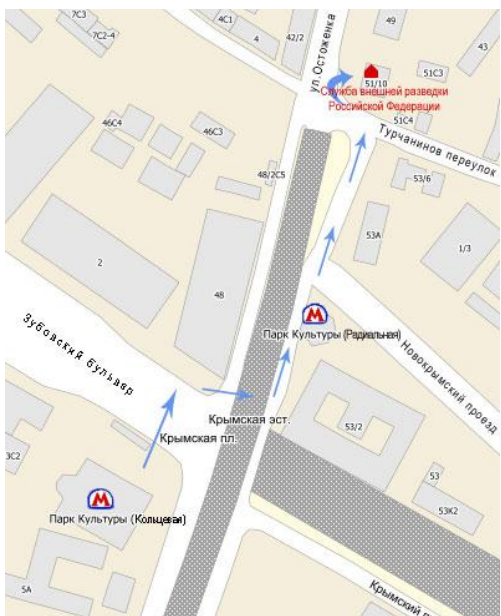 7С3
7С2-4
4С1
4
42/2
ул.Остоженка
49
43
51/10
51С3
Служба внешней разведки
Российской Федерации
51С4
Турчанинов переулок
46С4
46С3
48/2С5
53/6
53А
1/3
2
48
Зубовский бульвар
М
Парк Культуры (Радиальная)
Новокрымский проезд
Крымская эст.
Крымская пл.
53/2
3С2
М
Парк Культуры (Кольцевая)
53
53К2
5А
Крымский